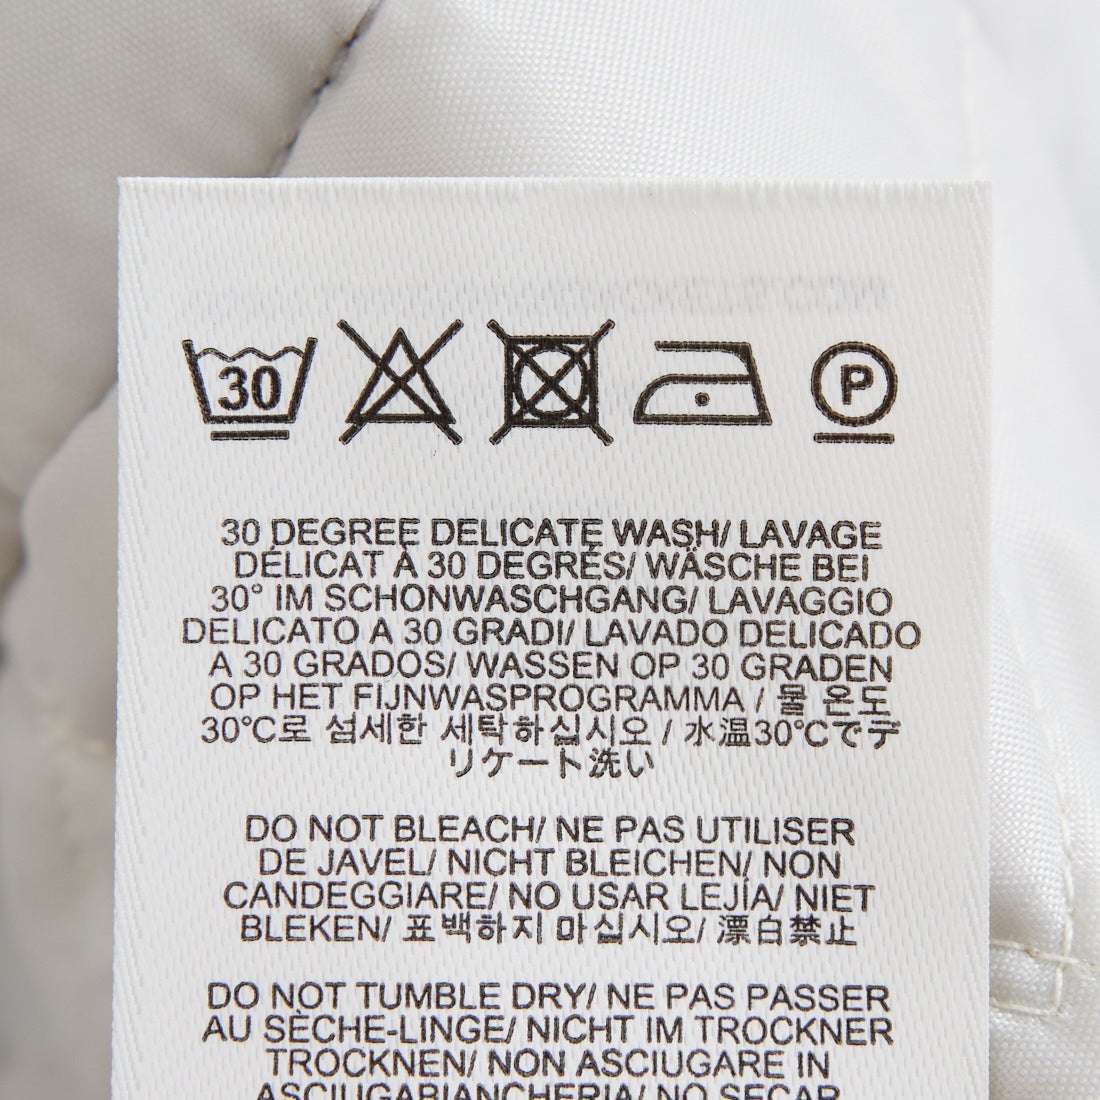 30
P
30 DEGREE DELICATE WASH/ LAVAGE
DÉLICAT À 30 DEGRÉS/ WÄSCHE BEI
30° IM SCHONWASCHGANG/ LAVAGGIO
DELICATO A 30 GRADI/ LAVADO DELICADO
A 30 GRADOS/ WASSEN OP 30 GRADEN
OP HET FIJNWASPROGRAMMA / 물 온도
30℃로 섬세한 세탁하십시오 / 水温30℃でデ
リケート洗い
DO NOT BLEACH/ NE PAS UTILISER
DE JAVEL/ NICHT BLEICHEN/ NON
CANDEGGIARE/ NO USAR LEJÍA/ NIET
BLEKEN/ 표백하지 마십시오/ 漂白禁止
DO NOT TUMBLE DRY/ NE PAS PASSER
AU SÈCHE-LINGE/ NICHT IM TROCKNER
TROCKNEN/ NON ASCIUGARE IN
ASCIUGABIANCHERIA/ NO SECAR